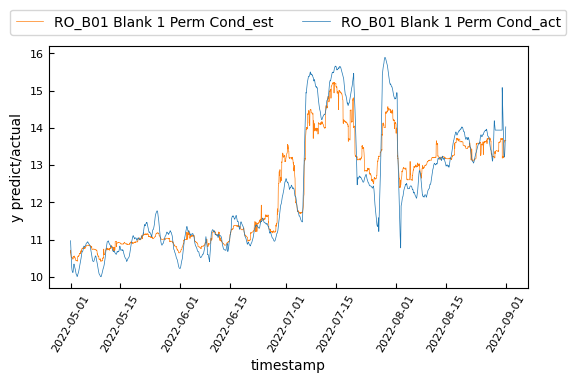 RO_B01 Blank 1 Perm Cond_est RO_B01 Blank 1 Perm Cond_act
16
15
14
13
12
11
10
y predict/actual
2022-05-01 2022-05-15 2022-06-01 2022-06-15 2022-07-01 2022-07-15 2022-08-01 2022-08-15 2022-09-01
timestamp